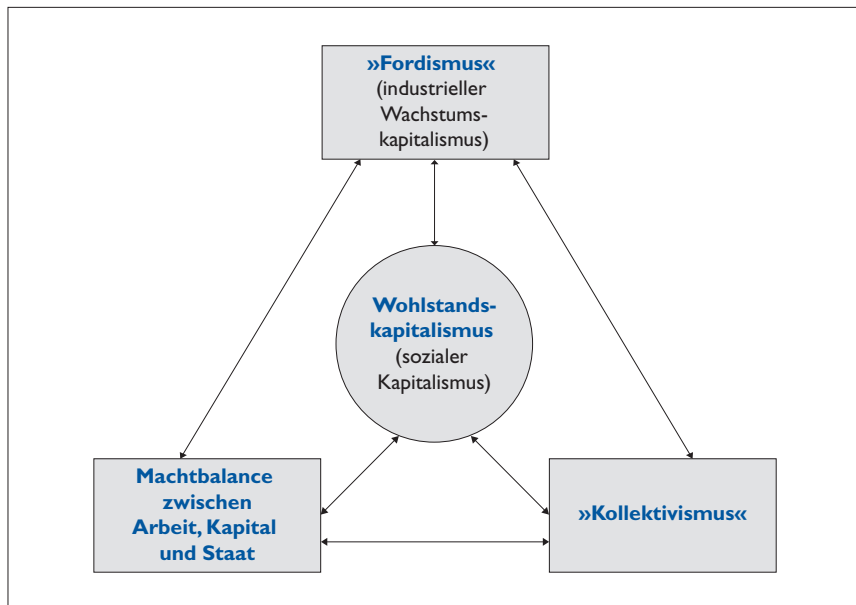 »Fordismus«
(industrieller
Wachstums-
kapitalismus)
Wohlstands-
kapitalismus
(sozialer
Kapitalismus)
Machtbalance
zwischen
Arbeit, Kapital
und Staat
»Kollektivismus«